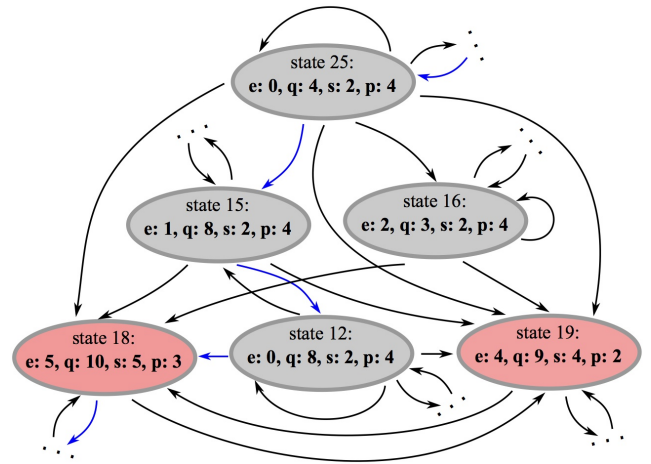 state 25:
e: 0, q: 4, s: 2, p: 4
state 15:
e: 1, q: 8, s: 2, p: 4
state 16:
e: 2, q: 3, s: 2, p: 4
state 18:
e: 5, q: 10, s: 5, p: 3
state 12:
e: 0, q: 8, s: 2, p: 4
state 19:
e: 4, q: 9, s: 4, p: 2